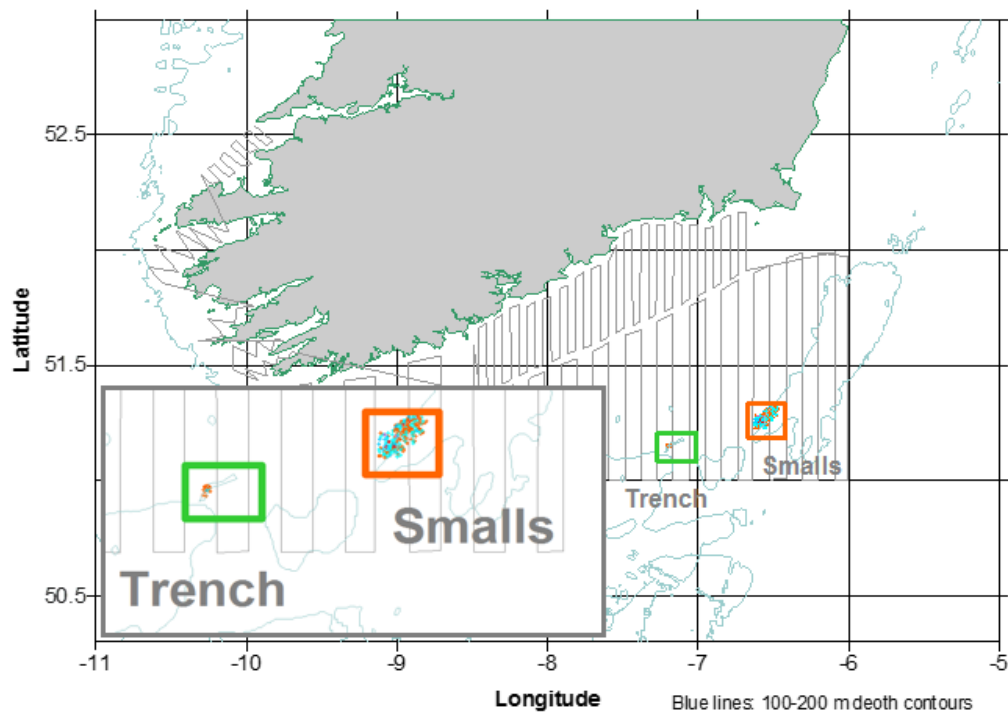 52.5
Latitude
51.5
Smalls
Trench
Smalls
Trench
50.5
-11
-10
-9
-8
-7
-6
-5
Longitude
Blue lines: 100-200 m deoth contours